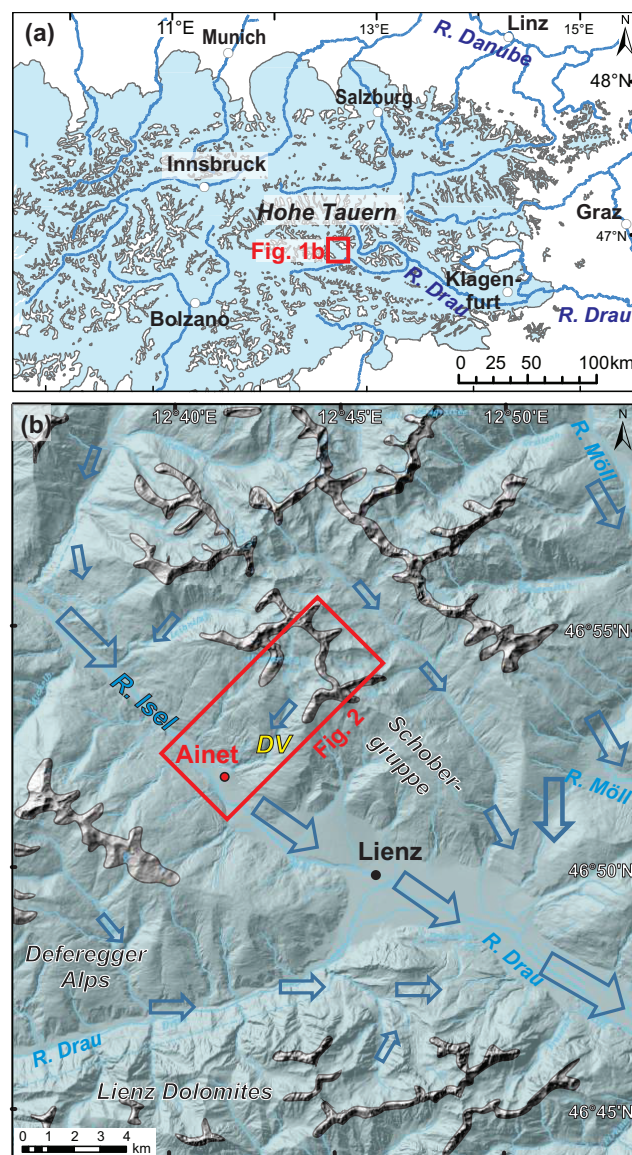 (a)
11°E
Munich
13°E
Linz
15°E
N
R. Danube
48°N
Salzburg
Innsbruck
Hohe Tauern
Graz
47°N
Fig. 1b
Klagen-
furt
R. Drau
R. Drau
Bolzano
0 25 50 100km
(b)
12°40'E
12°45'E
12°50'E
N
R. Möll
46°55'N
R. Isel
DV
Fig. 2
Ainet
Schober-
gruppe
R. Möll
Lienz
46°50'N
Deferegger
Alps
R. Drau
R. Drau
Lienz Dolomites
46°45'N
0 1 2 3 4
km